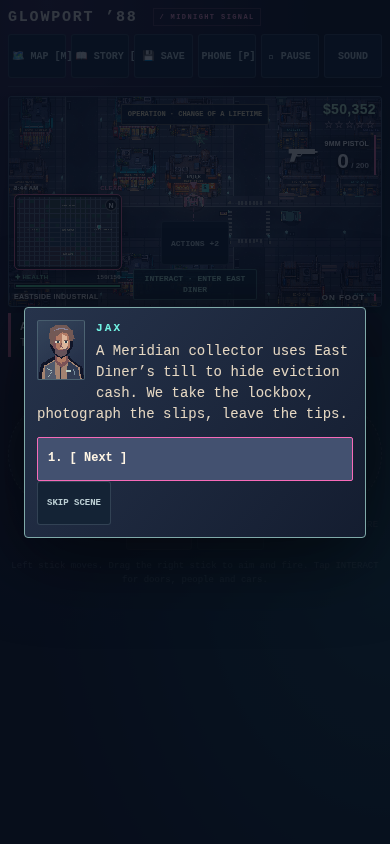 GLOWPORT ’88
/ MIDNIGHT SIGNAL
MAP [M]
STORY [
SAVE
PHONE [P]
PAUSE
SOUND
OPERATION · CHANGE OF A LIFETIME
$50,352
☆☆☆☆☆
9MM PISTOL
0 / 200
N
HEALTH
EASTSIDE INDUSTRIAL
ACTIONS +2
INTERACT · ENTER EAST
DINER
ON FOOT
JAX
A Meridian collector uses East
Diner’s till to hide eviction
cash. We take the lockbox,
photograph the slips, leave the tips.
1. [ Next ]
SKIP SCENE